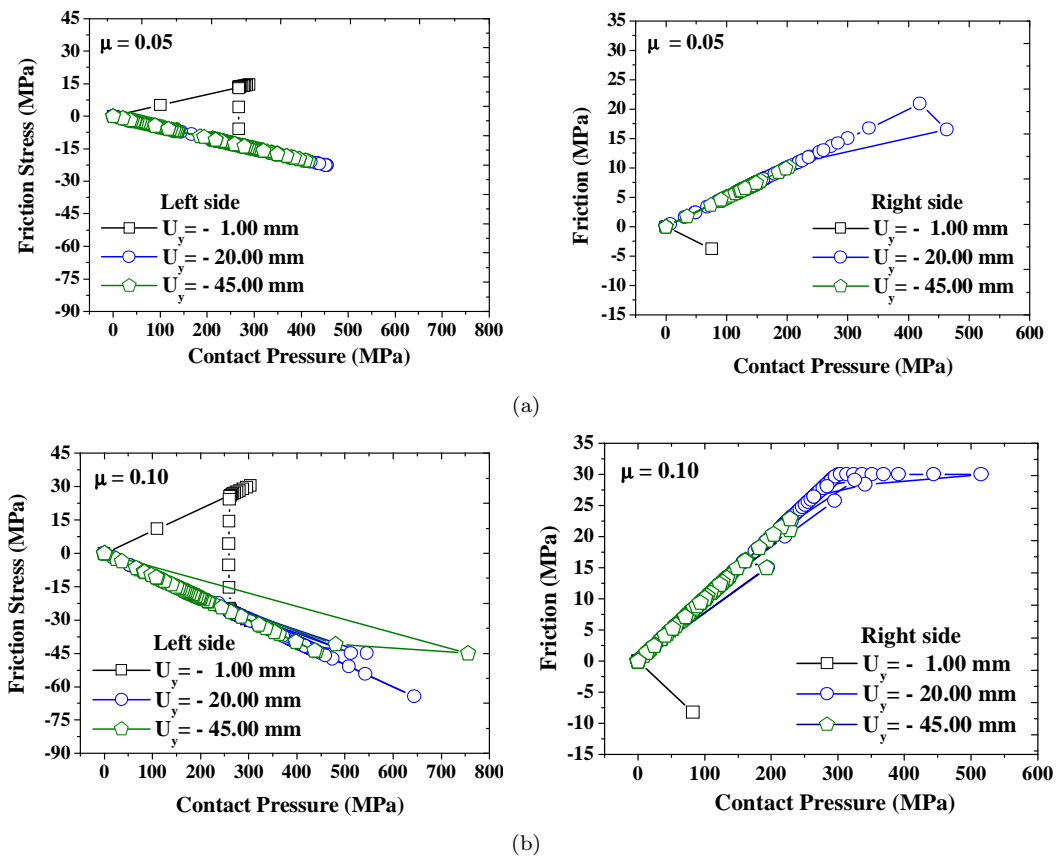 45
30
15
0
-15
-30
-45
-60
-75
-90
Friction Stress (MPa)
μ = 0.05
Left side
U_y = - 1.00 mm
U_y = - 20.00 mm
U_y = - 45.00 mm
0 100 200 300 400 500 600 700 800
Contact Pressure (MPa)
35
30
25
20
15
10
5
0
-5
-10
-15
Friction (MPa)
μ = 0.05
Right side
U_y = - 1.00 mm
U_y = - 20.00 mm
U_y = - 45.00 mm
0 100 200 300 400 500 600
Contact Pressure (MPa)
(a)
45
30
15
0
-15
-30
-45
-60
-75
-90
Friction Stress (MPa)
μ = 0.10
Left side
U_y = - 1.00 mm
U_y = - 20.00 mm
U_y = - 45.00 mm
0 100 200 300 400 500 600 700 800
Contact Pressure (MPa)
35
30
25
20
15
10
5
0
-5
-10
-15
Friction (MPa)
μ = 0.10
Right side
U_y = - 1.00 mm
U_y = - 20.00 mm
U_y = - 45.00 mm
0 100 200 300 400 500 600
Contact Pressure (MPa)
(b)